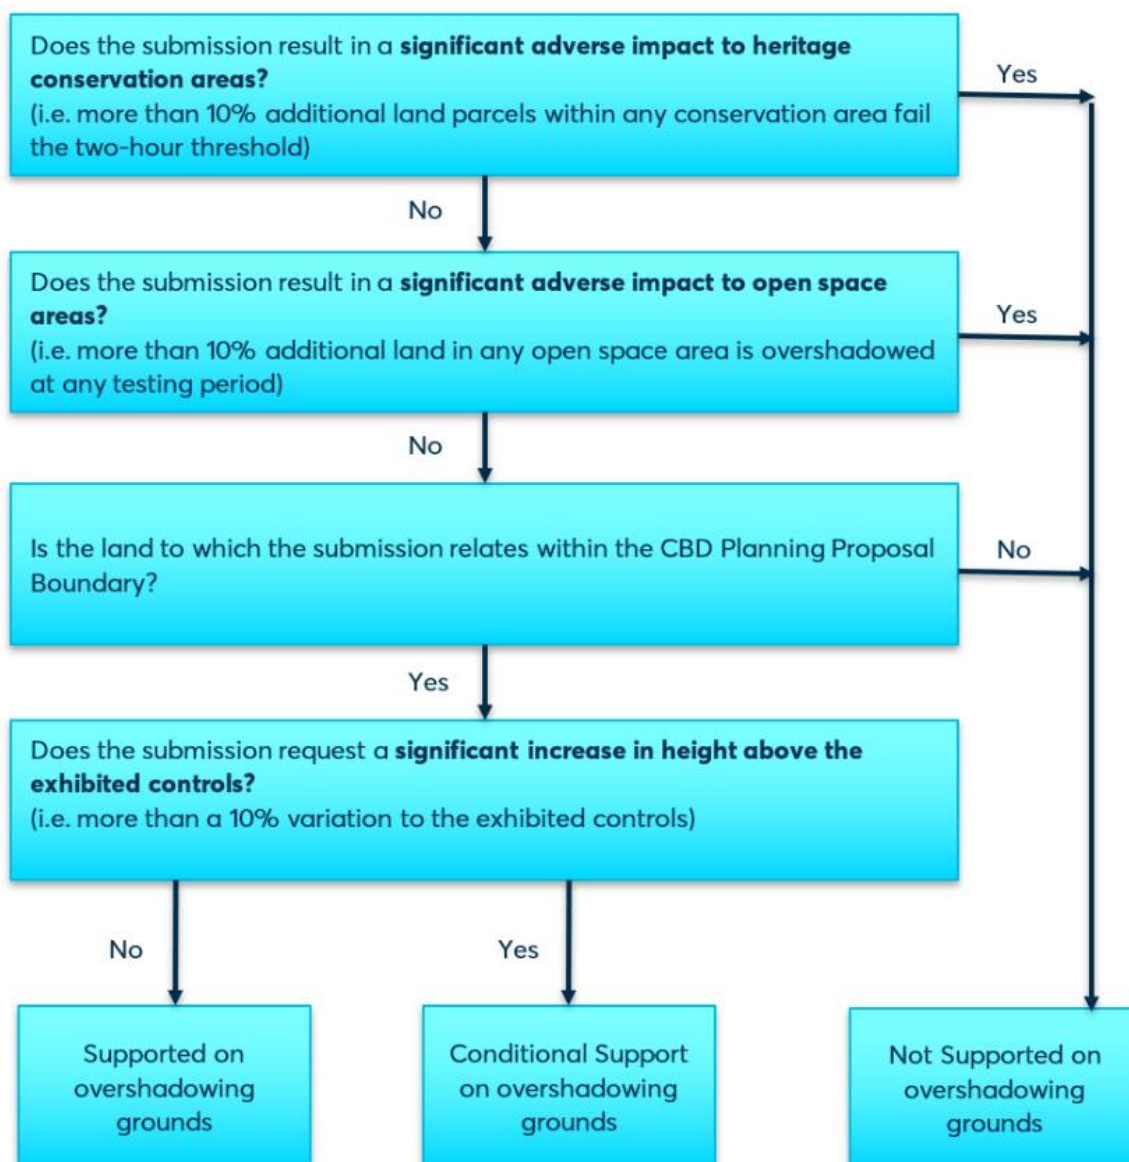 Does the submission result in a significant adverse impact to heritage
conservation areas?
(i.e. more than 10% additional land parcels within any conservation area fail
the two-hour threshold)
Yes
No
Does the submission result in a significant adverse impact to open space
areas?
(i.e. more than 10% additional land in any open space area is overshadowed
at any testing period)
Yes
No
Is the land to which the submission relates within the CBD Planning Proposal
Boundary?
No
Yes
Does the submission request a significant increase in height above the
exhibited controls?
(i.e. more than a 10% variation to the exhibited controls)
No
Yes
Supported on
overshadowing
grounds
Conditional Support
on overshadowing
grounds
Not Supported on
overshadowing
grounds